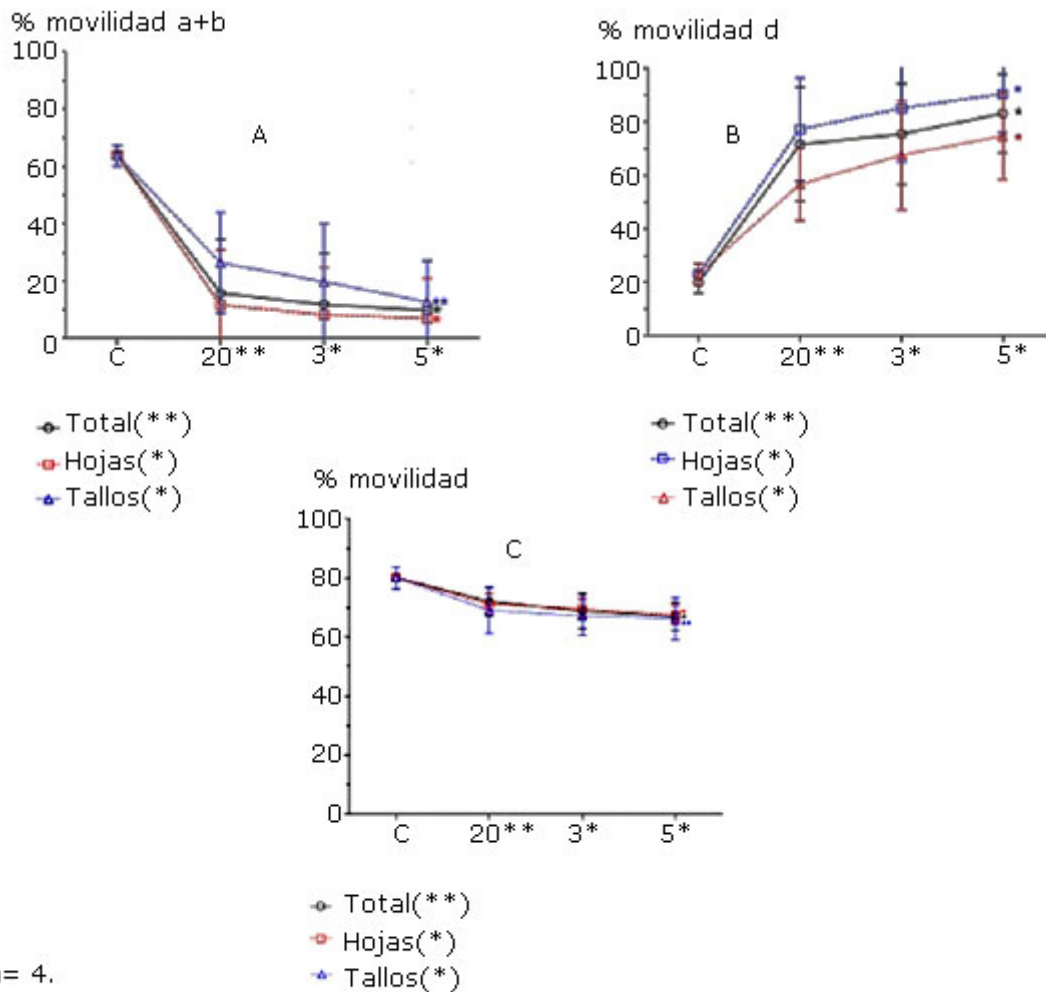 % movilidad a+b
100
80
60
40
20
0
A
C 20** 3* 5*
Total(**)
Hojas(*)
Tallos(*)
% movilidad d
100
80
60
40
20
0
B
C 20** 3* 5*
Total(**)
Hojas(*)
Tallos(*)
% movilidad
100
80
60
40
20
0
C
C 20** 3* 5*
Total(**)
Hojas(*)
Tallos(*)
= 4.